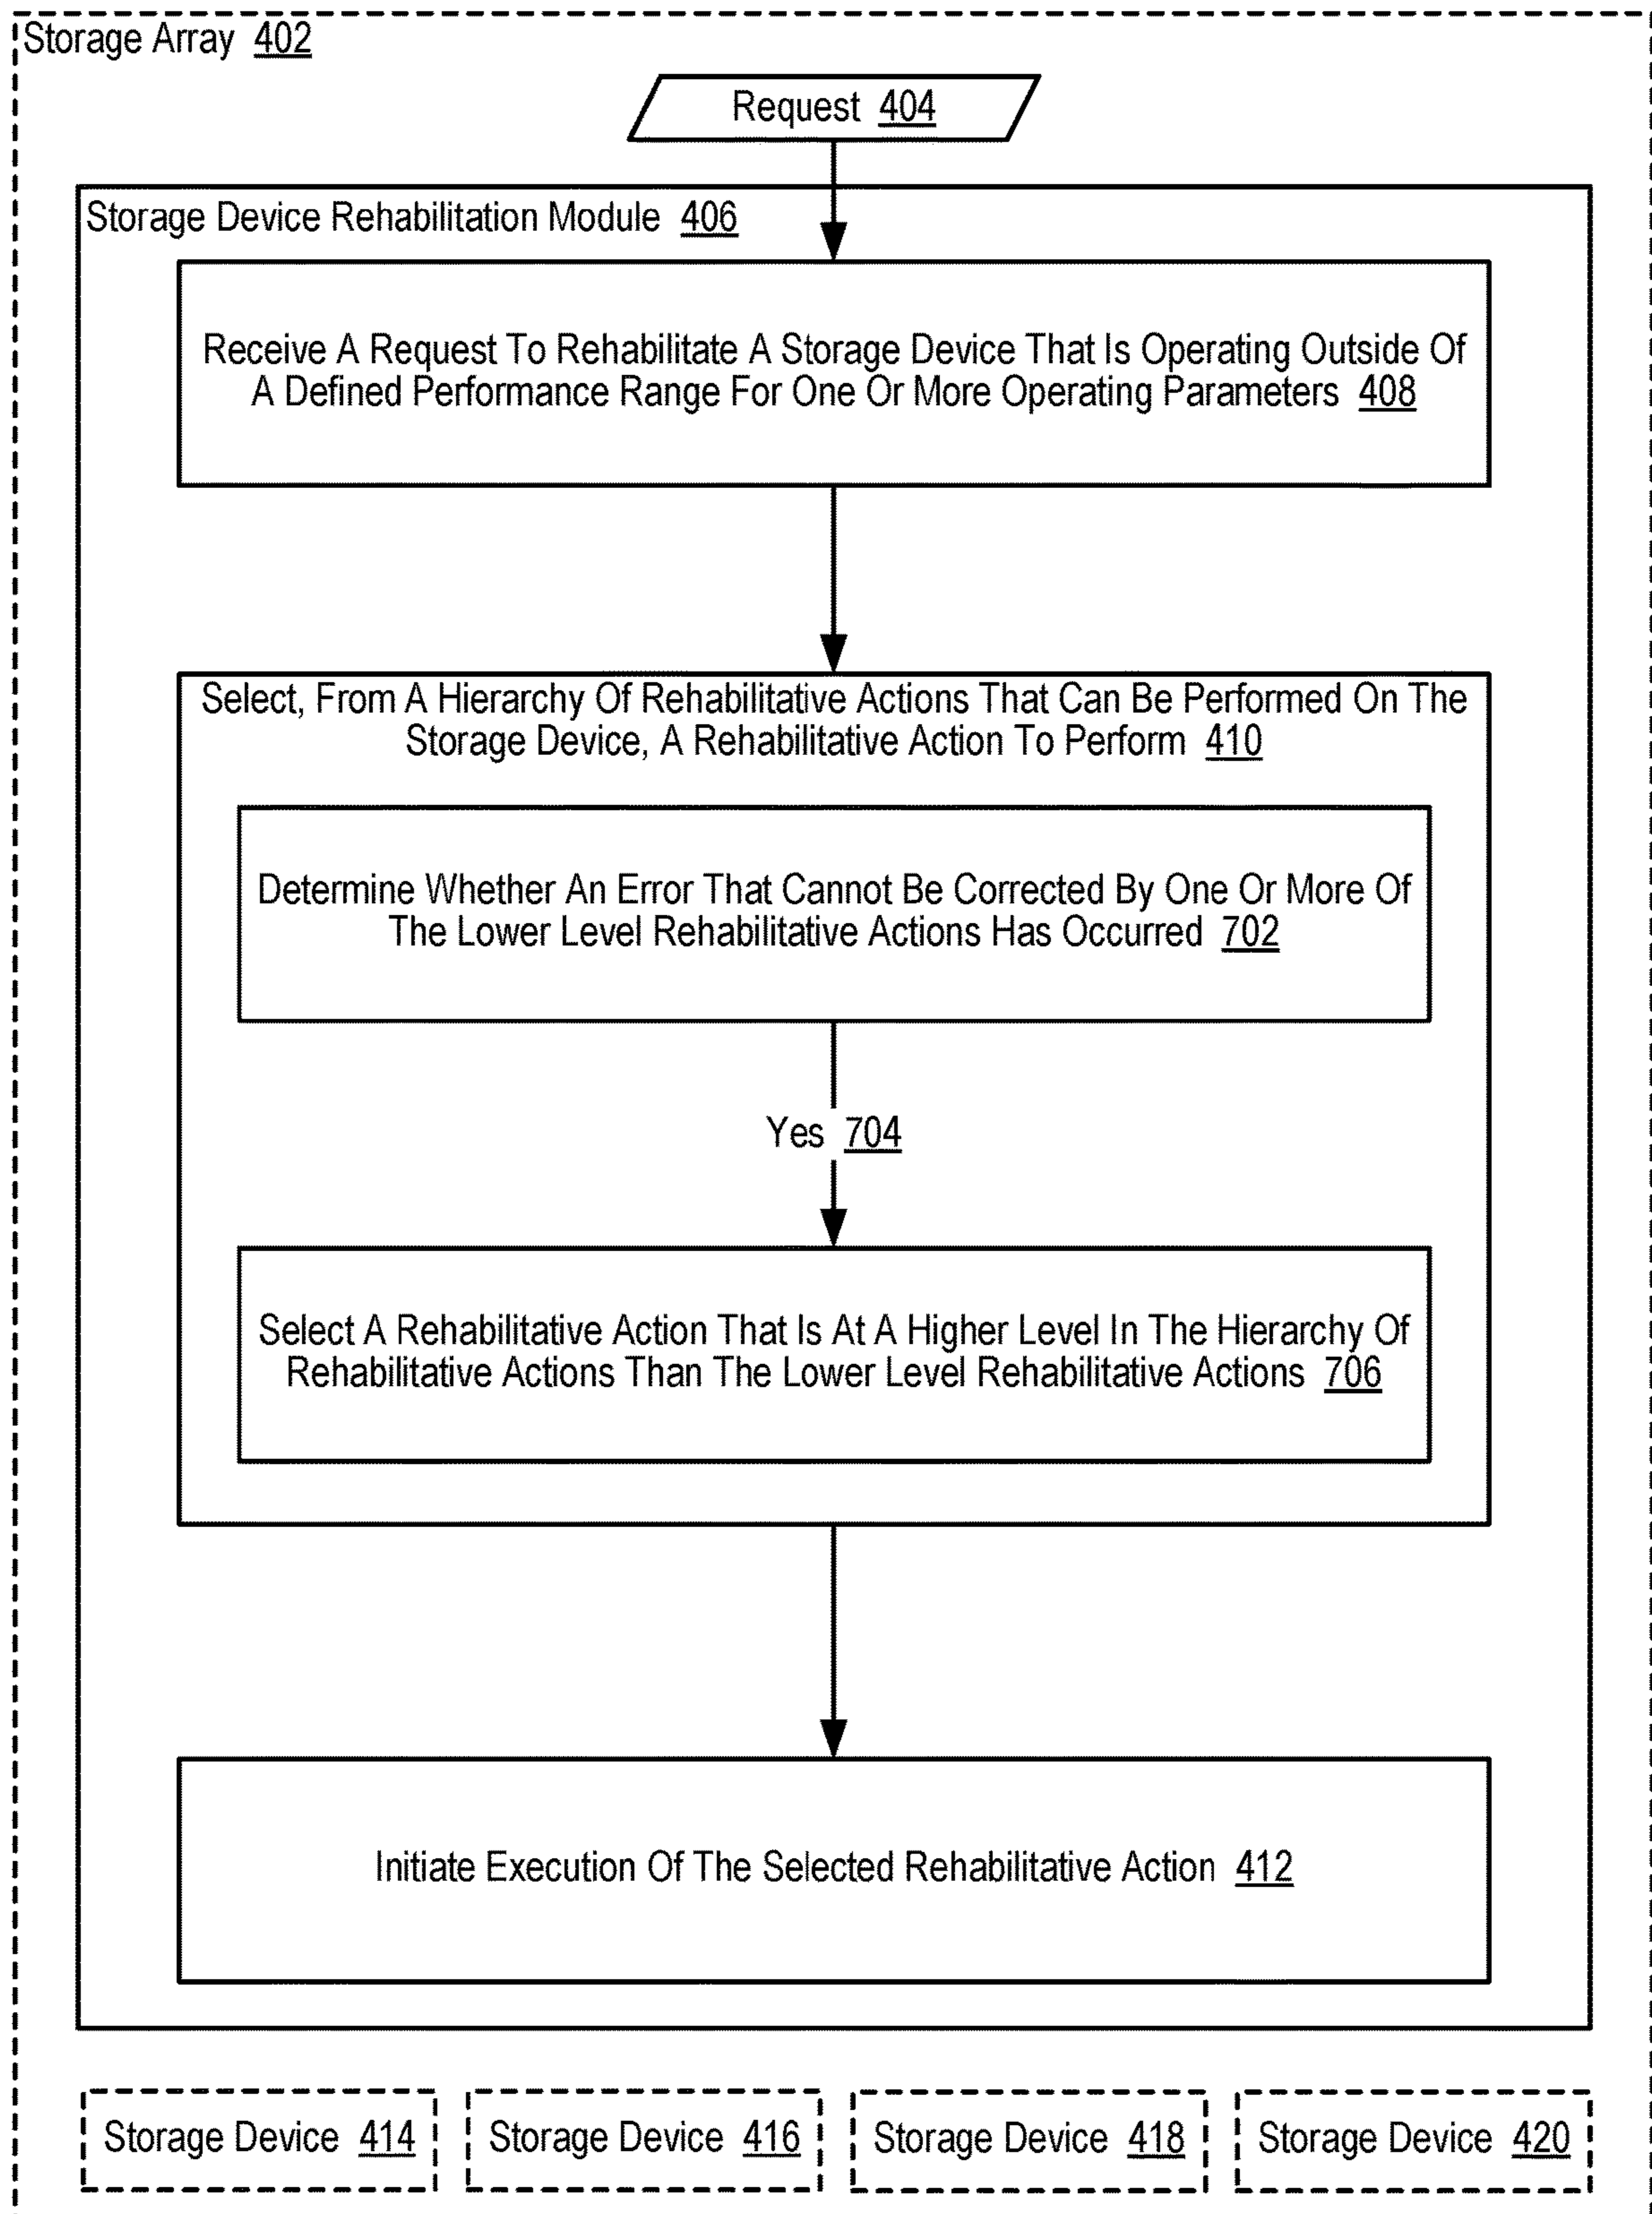 Storage Array 402
Request 404
Storage Device Rehabilitation Module 406
Receive A Request To Rehabilitate A Storage Device That Is Operating Outside Of
A Defined Performance Range For One Or More Operating Parameters 408
Select, From A Hierarchy Of Rehabilitative Actions That Can Be Performed On The
Storage Device, A Rehabilitative Action To Perform 410
Determine Whether An Error That Cannot Be Corrected By One Or More Of
The Lower Level Rehabilitative Actions Has Occurred 702
Yes 704
Select A Rehabilitative Action That Is At A Higher Level In The Hierarchy Of
Rehabilitative Actions Than The Lower Level Rehabilitative Actions 706
Initiate Execution Of The Selected Rehabilitative Action 412
Storage Device 414
Storage Device 416
Storage Device 418
Storage Device 420